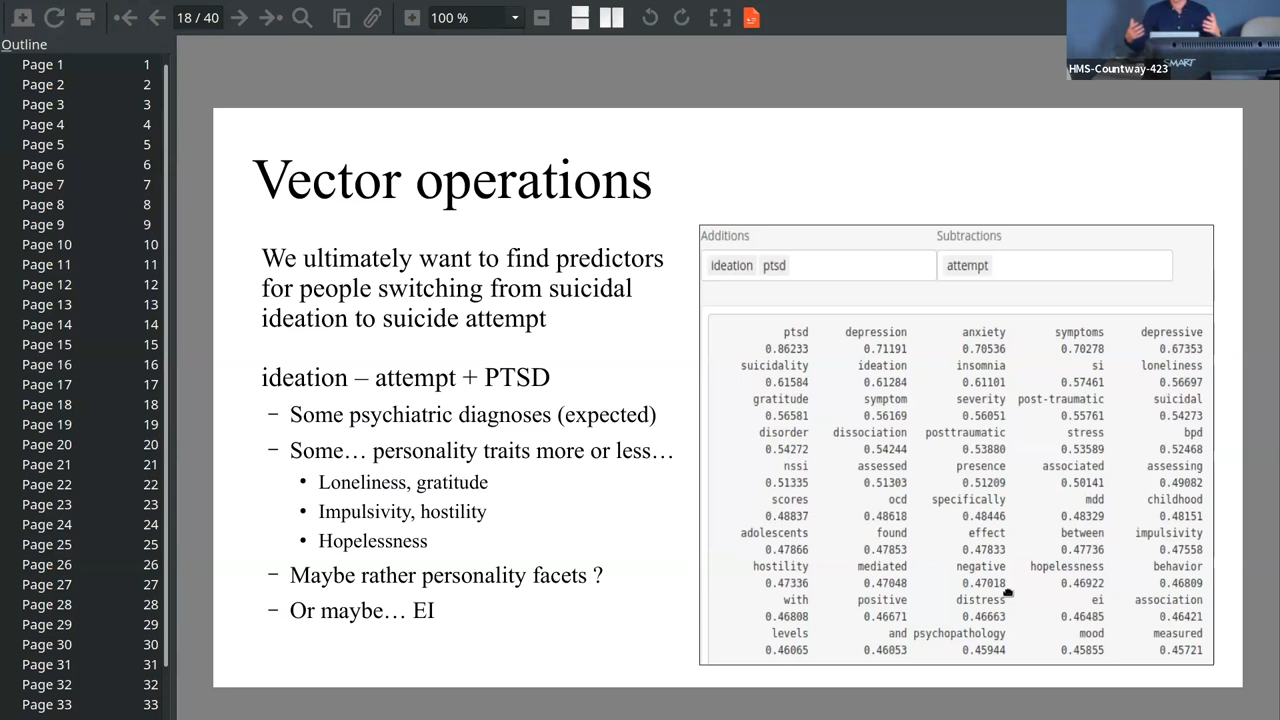 18 / 40
100 %
Outline
Page 1 1
Page 2 2
Page 3 3
Page 4 4
Page 5 5
Page 6 6
Page 7 7
Page 8 8
Page 9 9
Page 10 10
Page 11 11
Page 12 12
Page 13 13
Page 14 14
Page 15 15
Page 16 16
Page 17 17
Page 18 18
Page 19 19
Page 20 20
Page 21 21
Page 22 22
Page 23 23
Page 24 24
Page 25 25
Page 26 26
Page 27 27
Page 28 28
Page 29 29
Page 30 30
Page 31 31
Page 32 32
Page 33 33
SMART
HMS-Countway-423
Vector operations
We ultimately want to find predictors
for people switching from suicidal
ideation to suicide attempt
ideation – attempt + PTSD
– Some psychiatric diagnoses (expected)
– Some… personality traits more or less…
• Loneliness, gratitude
• Impulsivity, hostility
• Hopelessness
– Maybe rather personality facets ?
– Or maybe… EI
Additions Subtractions
ideation ptsd attempt
ptsd depression anxiety symptoms depressive
0.86233 0.71191 0.70536 0.70278 0.67353
suicidality ideation insomnia si loneliness
0.61584 0.61284 0.61101 0.57461 0.56697
gratitude symptom severity post-traumatic suicidal
0.56581 0.56169 0.56051 0.55761 0.54273
disorder dissociation posttraumatic stress bpd
0.54272 0.54244 0.53880 0.53589 0.52468
nssi assessed presence associated assessing
0.51335 0.51303 0.51209 0.50141 0.49082
scores ocd specifically mdd childhood
0.48837 0.48618 0.48446 0.48329 0.48151
adolescents found effect between impulsivity
0.47866 0.47853 0.47833 0.47736 0.47558
hostility mediated negative hopelessness behavior
0.47336 0.47048 0.47018 0.46922 0.46809
with positive distress ei association
0.46808 0.46671 0.46663 0.46485 0.46421
levels and psychopathology mood measured
0.46065 0.46053 0.45944 0.45855 0.45721